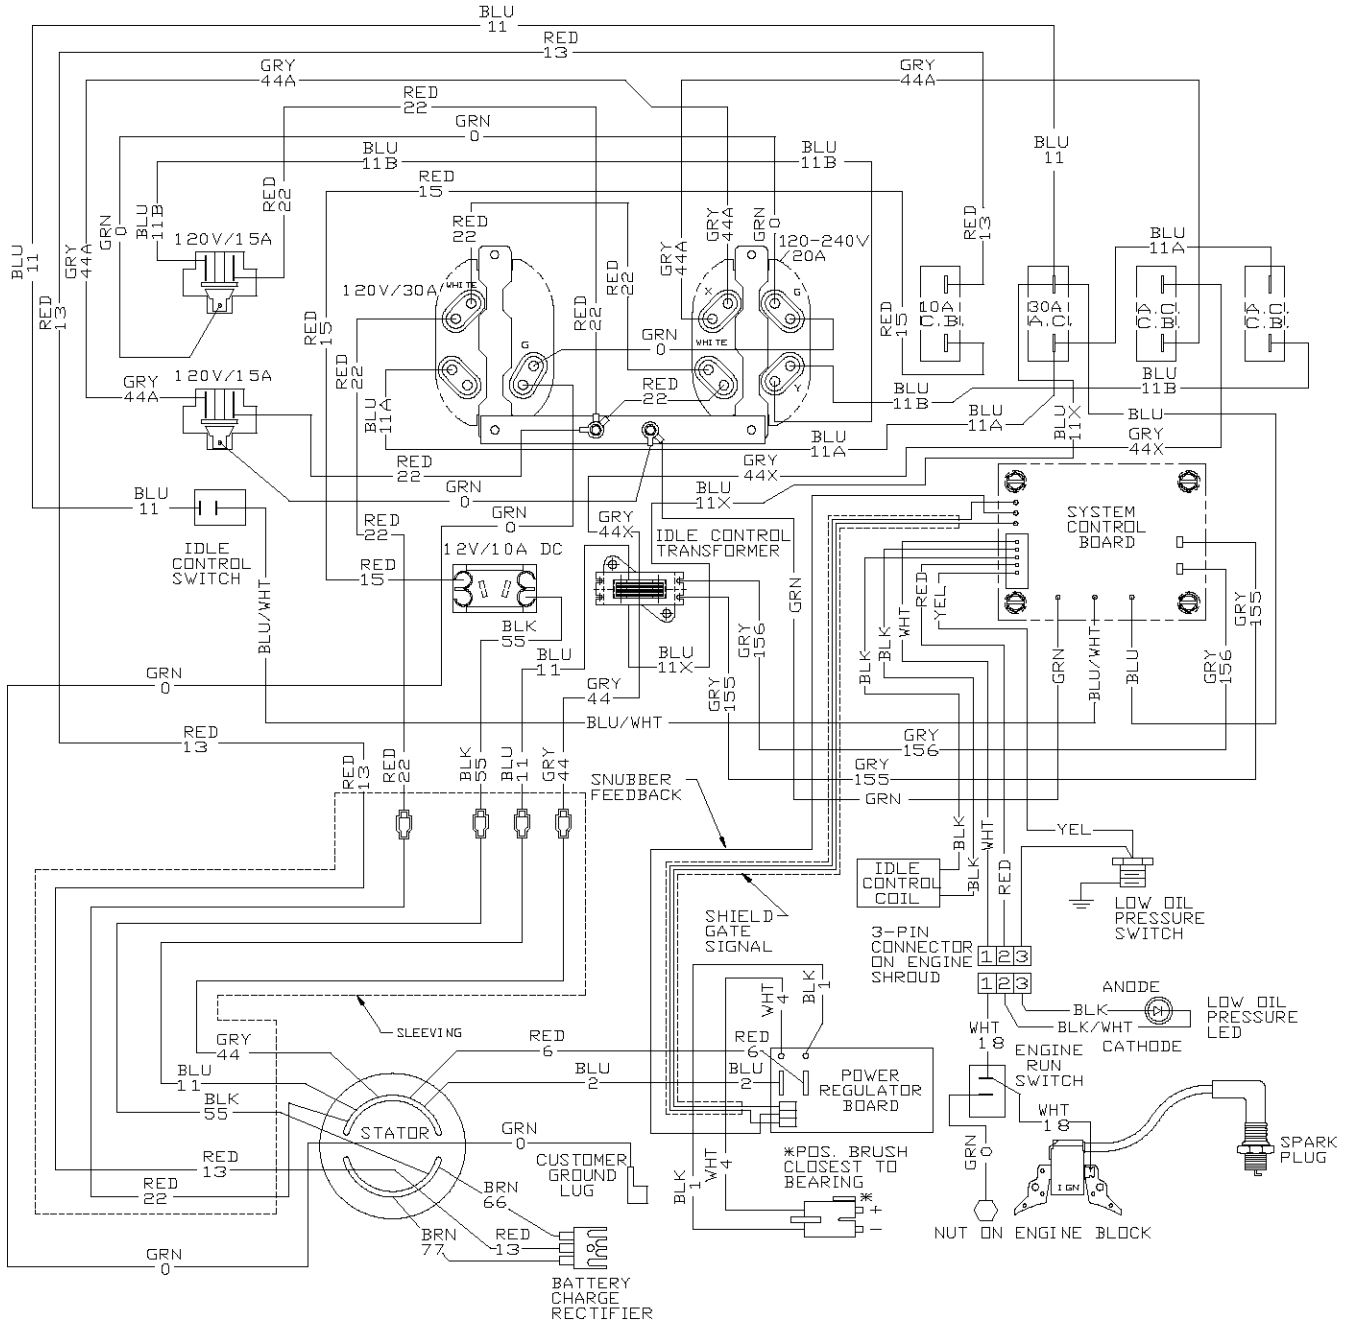 BLU
11
RED
13
GRY
44A
GRY
44A
RED
22
GRN
0
BLU
11B
BLU
11B
BLU
11
RED
15
RED
22
RED
22
GRY
44A
GRN
0
GRY
44A
RED
13
BLU
11A
GRN
0
BLU
11B
BLU
11
GRY
44A
120V/15A
120-240V
/20A
RED
22
120V/30A
WHITE
X
G
10A
C.B.
30A
A.C.
A.C.
C.B.
A.C.
C.B.
RED
13
RED
15
RED
22
RED
22
GRN
0
G
WHITE
RED
15
120V/15A
GRY
44A
RED
22
BLU
11A
RED
22
Y
BLU
11B
BLU
11B
BLU
11A
BLU
11X
BLU
BLU
11A
GRY
44X
RED
22
GRN
0
GRY
44X
BLU
11X
BLU
11
IDLE
CONTROL
SWITCH
RED
22
GRN
0
GRY
44X
IDLE CONTROL
TRANSFORMER
SYSTEM
CONTROL
BOARD
12V/10A DC
RED
15
BLU/WHT
BLK
55
BLU
11
BLU
11X
GRY
156
GRN
WHT
RED
YEL
BLK
BLK
GRN
BLU/WHT
BLU
GRY
155
GRY
156
GRN
0
GRY
44
GRY
155
BLU/WHT
RED
13
RED
13
RED
22
BLK
55
BLU
11
GRY
44
GRY
156
GRY
155
GRN
SNUBBER
FEEDBACK
BLK
BLK
WHT
RED
YEL
IDLE
CONTROL
COIL
LOW OIL
PRESSURE
SWITCH
SHIELD
GATE
SIGNAL
3-PIN
CONNECTOR
ON ENGINE
SHROUD
1 2 3
1 2 3
WHT
4
BLK
1
ANODE
BLK
BLK/WHT
CATHODE
LOW OIL
PRESSURE
LED
WHT
18
SLEEVING
GRY
44
RED
6
RED
6
BLU
11
BLU
2
BLU
2
POWER
REGULATOR
BOARD
ENGINE
RUN
SWITCH
BLK
55
WHT
18
STATOR
GRN
0
CUSTOMER
GROUND
LUG
GRN
0
SPARK
PLUG
RED
13
BLK
1
WHT
4
*POS. BRUSH
CLOSEST TO
BEARING
IGN
RED
22
BRN
66
*
+
-
NUT ON ENGINE BLOCK
BRN
77
RED
13
GRN
0
BATTERY
CHARGE
RECTIFIER